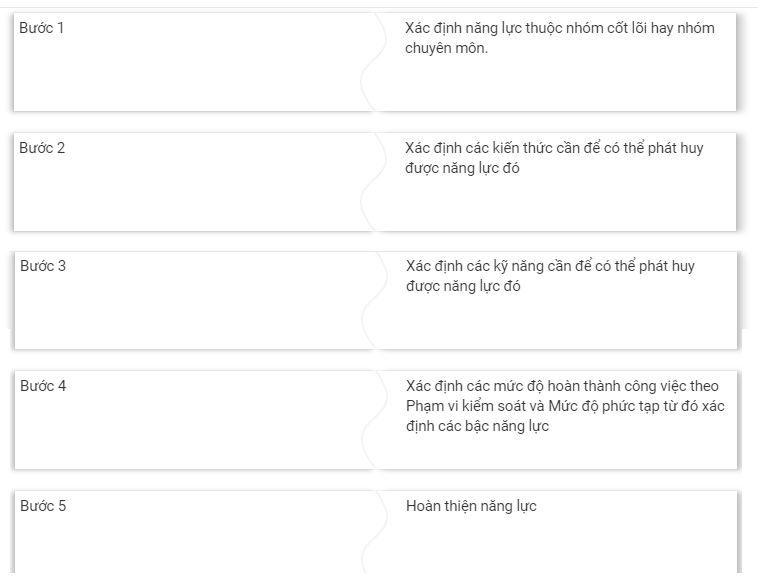 Bước 1
Xác định năng lực thuộc nhóm cốt lõi hay nhóm
chuyên môn.
Bước 2
Xác định các kiến thức cần để có thể phát huy
được năng lực đó
Bước 3
Xác định các kỹ năng cần để có thể phát huy
được năng lực đó
Bước 4
Xác định các mức độ hoàn thành công việc theo
Phạm vi kiểm soát và Mức độ phức tạp từ đó xác
định các bậc năng lực
Bước 5
Hoàn thiện năng lực